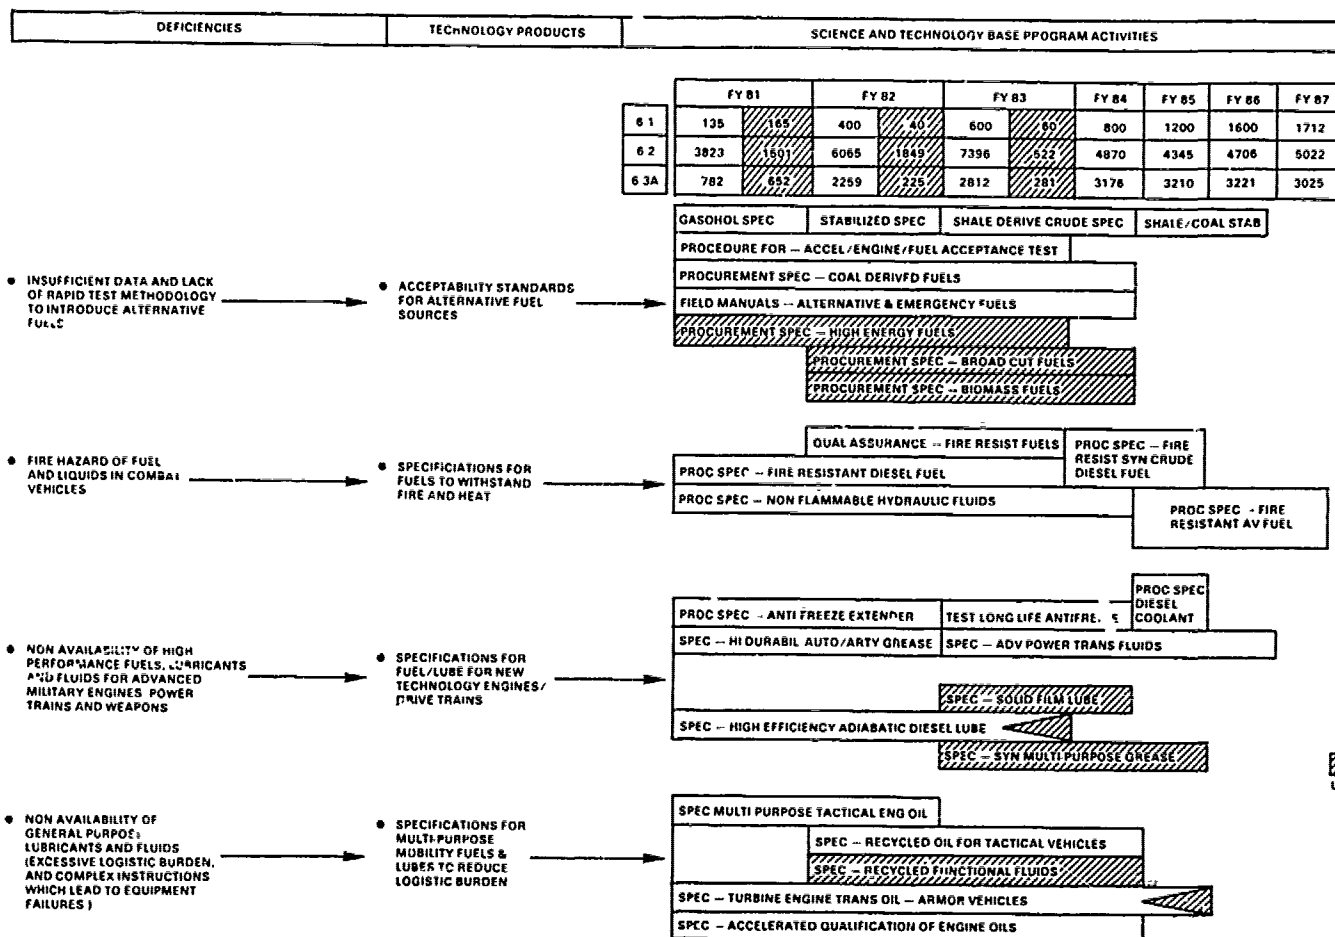 DEFICIENCIES
TECHNOLOGY PRODUCTS
SCIENCE AND TECHNOLOGY BASE PPOGRAM ACTIVITIES
FY 81 FY 82 FY 83 FY 84 FY 85 FY 86 FY 87
6 1 135 165 400 40 600 60 800 1200 1600 1712
6 2 3823 1601 6065 1849 7396 522 4870 4345 4706 5022
6 3A 782 652 2259 225 2812 281 3176 3210 3221 3025
GASOHOL SPEC STABILIZED SPEC SHALE DERIVE CRUDE SPEC SHALE/COAL STAB
PROCEDURE FOR – ACCEL/ENGINE/FUEL ACCEPTANCE TEST
PROCUREMENT SPEC – COAL DERIVED FUELS
FIELD MANUALS – ALTERNATIVE & EMERGENCY FUELS
PROCUREMENT SPEC – HIGH ENERGY FUELS
PROCUREMENT SPEC – BROAD CUT FUELS
PROCUREMENT SPEC – BIOMASS FUELS
• INSUFFICIENT DATA AND LACK
OF RAPID TEST METHODOLOGY
TO INTRODUCE ALTERNATIVE
FUELS
• ACCEPTABILITY STANDARDS
FOR ALTERNATIVE FUEL
SOURCES
• FIRE HAZARD OF FUEL
AND LIQUIDS IN COMBAT
VEHICLES
• SPECIFICIATIONS FOR
FUELS TO WITHSTAND
FIRE AND HEAT
QUAL ASSURANCE – FIRE RESIST FUELS
PROC SPEC – FIRE
RESIST SYN CRUDE
DIESEL FUEL
PROC SPEC – FIRE RESISTANT DIESEL FUEL
PROC SPEC – NON FLAMMABLE HYDRAULIC FLUIDS
PROC SPEC – FIRE
RESISTANT AV FUEL
• NON AVAILABILITY OF HIGH
PERFORMANCE FUELS, LUBRICANTS
AND FLUIDS FOR ADVANCED
MILITARY ENGINES POWER
TRAINS AND WEAPONS
• SPECIFICATIONS FOR
FUEL/LUBE FOR NEW
TECHNOLOGY ENGINES/
DRIVE TRAINS
PROC SPEC
DIESEL
COOLANT
PROC SPEC – ANTI FREEZE EXTENDER
TEST LONG LIFE
SPEC – HI DURABIL AUTO/ARTY GREASE
SPEC – ADV POWER TRANS FLUIDS
SPEC – SOLID FILM LUBE
SPEC – HIGH EFFICIENCY ADIABATIC DIESEL LUBE
SPEC – SYN MULTI PURPOSE GREASE
• NON AVAILABILITY OF
GENERAL PURPOSE
LUBRICANTS AND FLUIDS
(EXCESSIVE LOGISTIC BURDEN,
AND COMPLEX INSTRUCTIONS
WHICH LEAD TO EQUIPMENT
FAILURES )
• SPECIFICATIONS FOR
MULTI-PURPOSE
MOBILITY FUELS &
LUBES TO REDUCE
LOGISTIC BURDEN
SPEC MULTI PURPOSE TACTICAL ENG OIL
SPEC – RECYCLED OIL FOR TACTICAL VEHICLES
SPEC – RECYCLED FUNCTIONAL FLUIDS
SPEC – TURBINE ENGINE TRANS OIL – ARMOR VEHICLES
SPEC – ACCELERATED QUALIFICATION OF ENGINE OILS